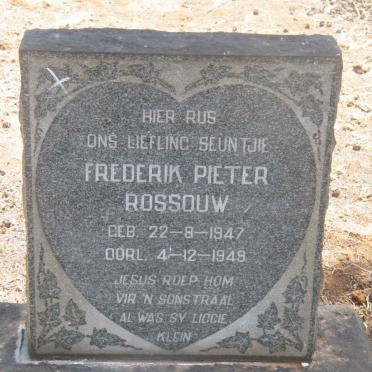 HIER RUS
ONS LIEFLING SEUNTJIE
FREDERIK PIETER
ROSSOUW
GEB. 22-8-1947
OORL. 4-12-1949
JESUS ROEP HOM
VIR 'N SONSTRAAL
AL WAS SY LIGGIE
KLEIN